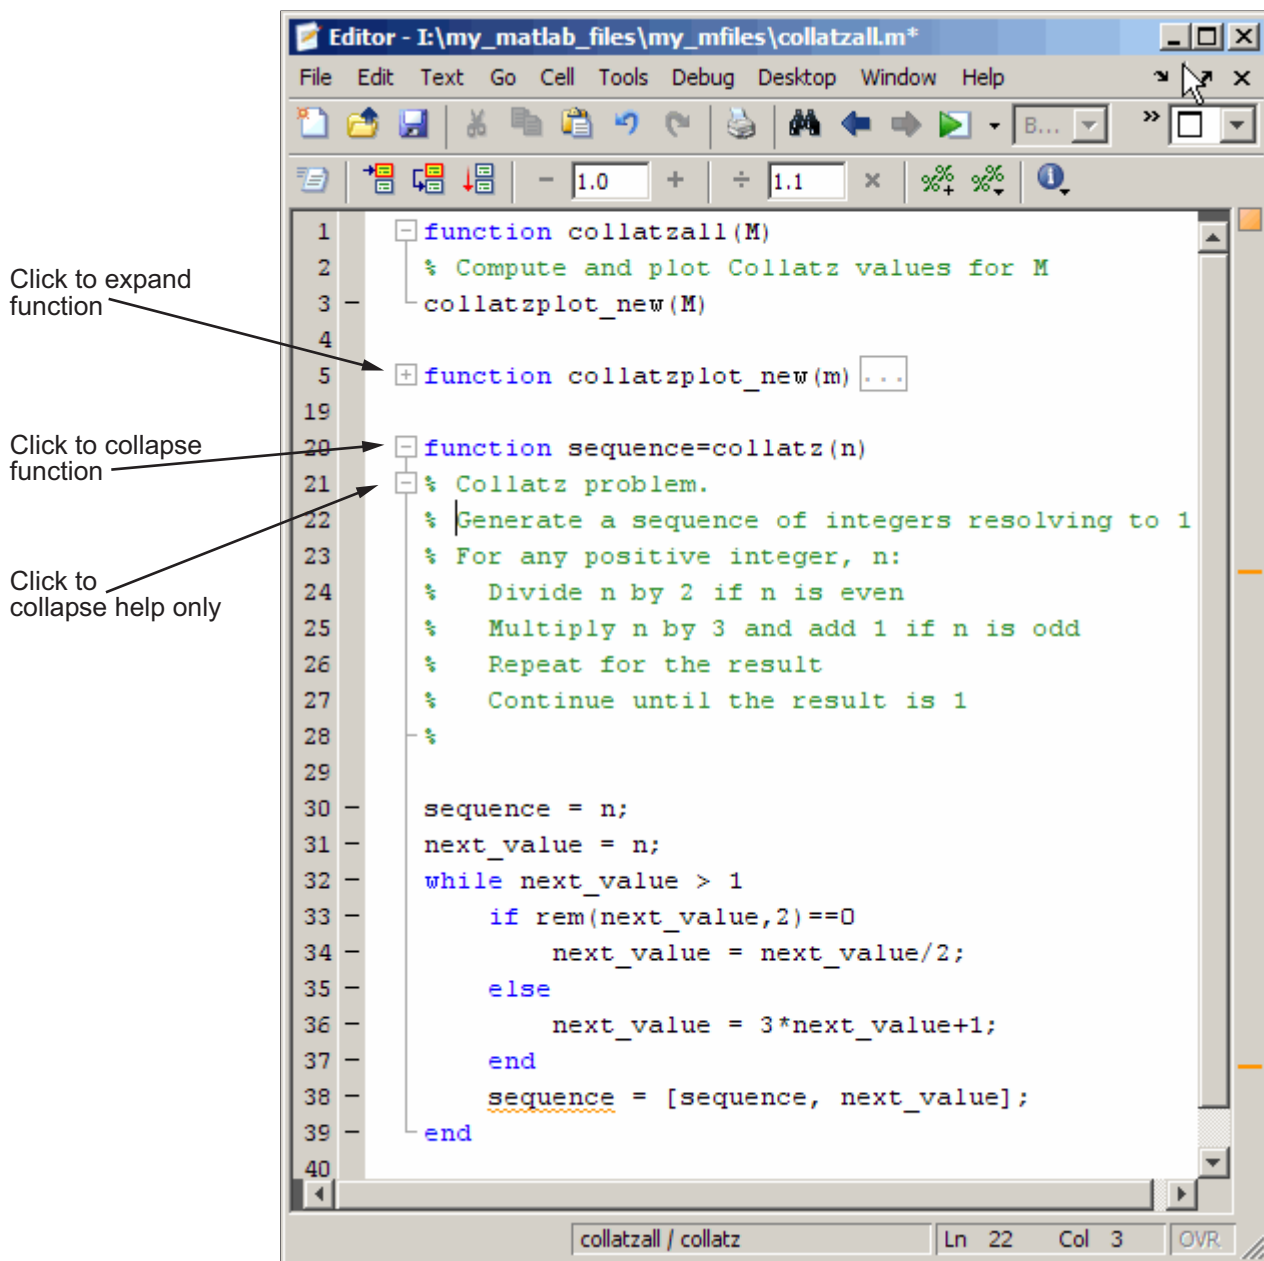 Editor - I:\my_matlab_files\my_mfiles\collatzall.m*
File Edit Text Go Cell Tools Debug Desktop Window Help
B...
1.0
1.1
1 function collatzall(M)
2 % Compute and plot Collatz values for M
3 collatzplot_new(M)
4
5 function collatzplot_new(m) ...
19
20 function sequence=collatz(n)
21 % Collatz problem.
22 % Generate a sequence of integers resolving to 1
23 % For any positive integer, n:
24 %   Divide n by 2 if n is even
25 %   Multiply n by 3 and add 1 if n is odd
26 %   Repeat for the result
27 %   Continue until the result is 1
28 %
29
30 sequence = n;
31 next_value = n;
32 while next_value > 1
33     if rem(next_value,2)==0
34         next_value = next_value/2;
35     else
36         next_value = 3*next_value+1;
37     end
38     sequence = [sequence, next_value];
39 end
40
collatzall / collatz
Ln 22 Col 3
OVR
Click to expand
function
Click to collapse
function
Click to
collapse help only